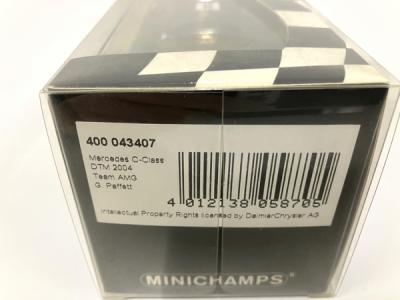 400 043407
Mercedes C-Class
DTM 2004
Team AMG
G. Paffett
4 012138 058705
Intellectual Property Rights licensed by DaimlerChrysler AG
MINICHAMPS®